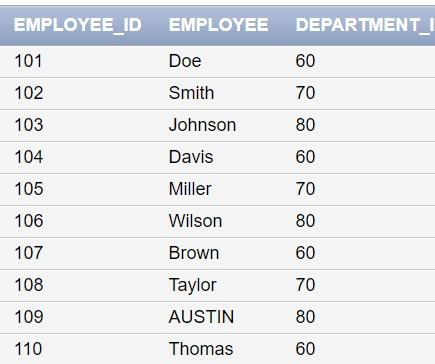 EMPLOYEE_ID EMPLOYEE DEPARTMENT_I
101 Doe 60
102 Smith 70
103 Johnson 80
104 Davis 60
105 Miller 70
106 Wilson 80
107 Brown 60
108 Taylor 70
109 AUSTIN 80
110 Thomas 60